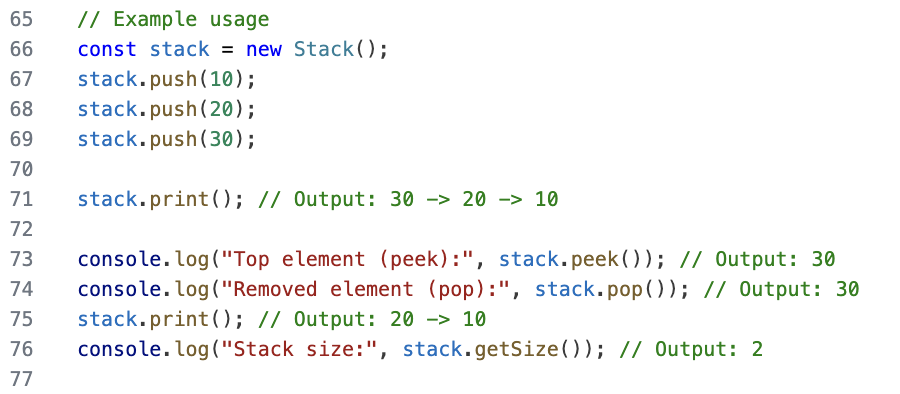 65 // Example usage
66 const stack = new Stack();
67 stack.push(10);
68 stack.push(20);
69 stack.push(30);
70
71 stack.print(); // Output: 30 -> 20 -> 10
72
73 console.log("Top element (peek):", stack.peek()); // Output: 30
74 console.log("Removed element (pop):", stack.pop()); // Output: 30
75 stack.print(); // Output: 20 -> 10
76 console.log("Stack size:", stack.getSize()); // Output: 2
77